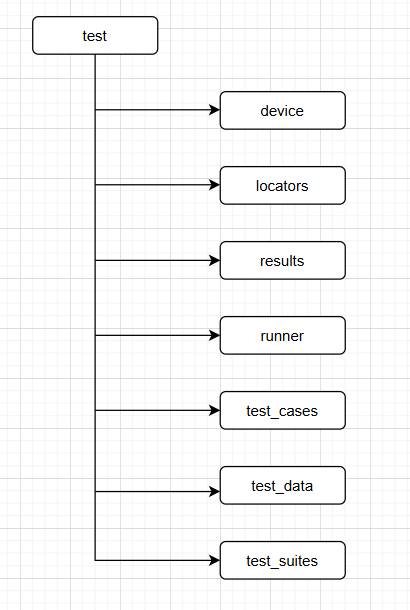 test
device
locators
results
runner
test_cases
test_data
test_suites